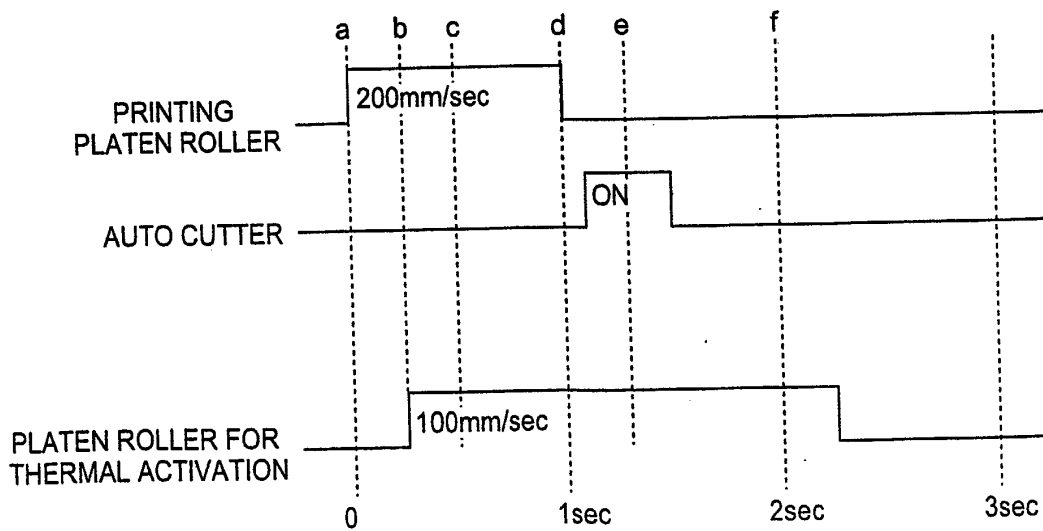 a b c d e f
200mm/sec
PRINTING
PLATEN ROLLER
ON
AUTO CUTTER
100mm/sec
PLATEN ROLLER FOR
THERMAL ACTIVATION
0 1sec 2sec 3sec